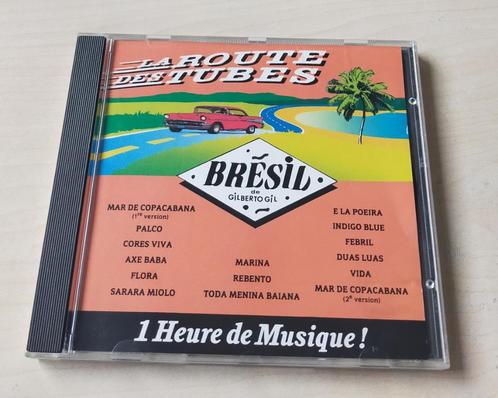 LA ROUTE
DES TUBES
BRĒSIL
de
GILBERTO GIL
MAR DE COPACABANA
(1re version)
PALCO
CORES VIVA
AXE BABA
FLORA
SARARA MIOLO
MARINA
REBENTO
TODA MENINA BAIANA
E LA POEIRA
INDIGO BLUE
FEBRIL
DUAS LUAS
VIDA
MAR DE COPACABANA
(2e version)
1 Heure de Musique !